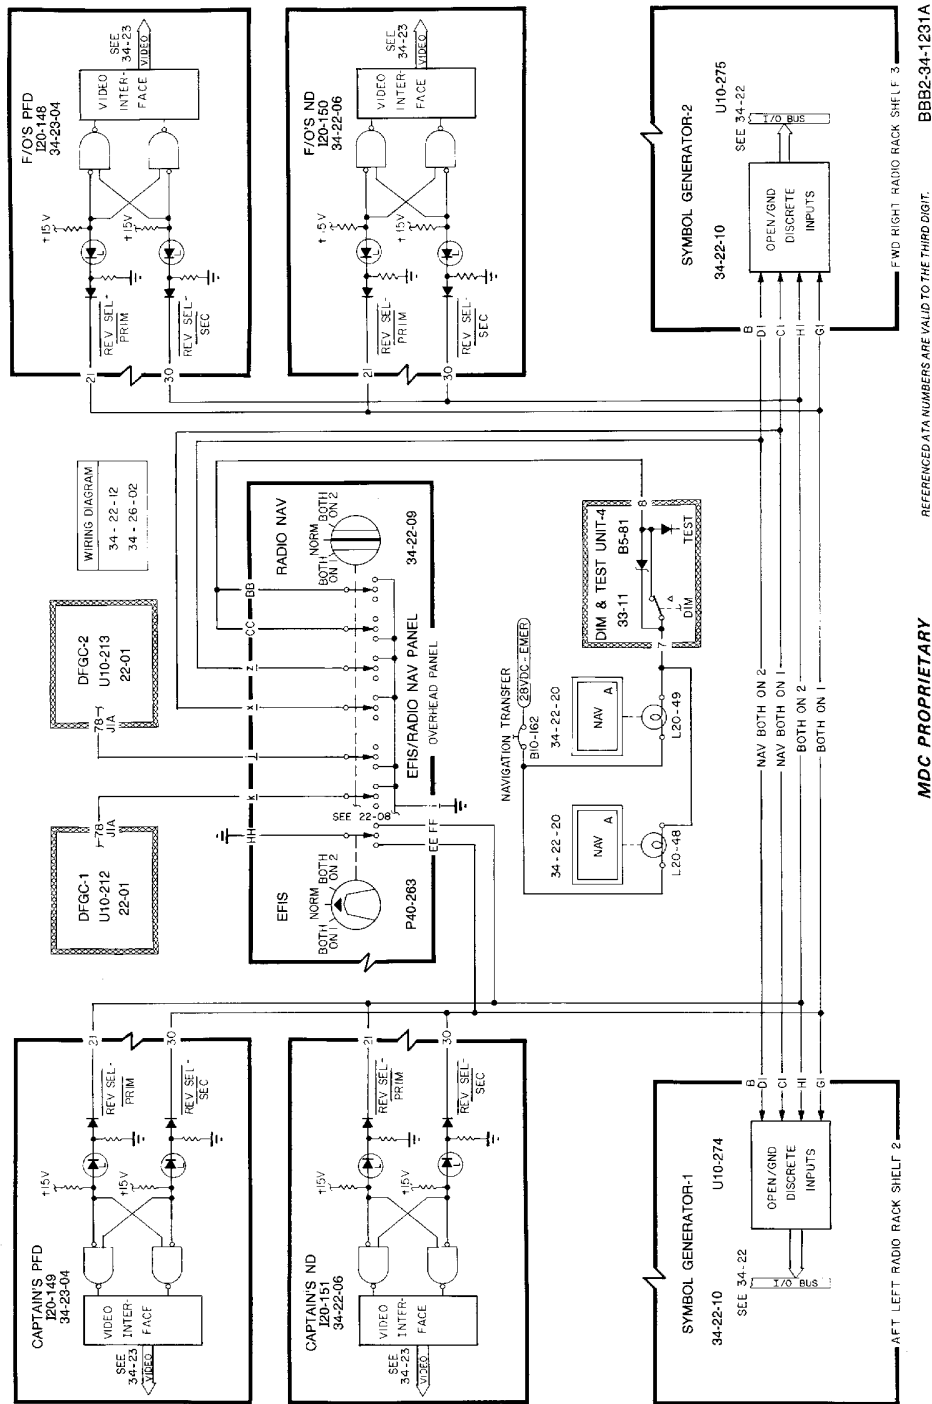 CAPTAIN'S PFD
I20-149
34-23-04
SEE
34-23
VIDEO
VIDEO
INTER-
FACE
+15V
+15V
L
L
REV SEL-
PRIM
REV SEL-
SEC
21
30
DFGC-1
U10-212
22-01
78
J1A
DFGC-2
U10-213
22-01
78
J1A
WIRING DIAGRAM
34-22-12
34-26-02
F/O'S PFD
I20-148
34-23-04
SEE
34-23
VIDEO
VIDEO
INTER-
FACE
+15V
+15V
L
L
REV SEL-
PRIM
REV SEL-
SEC
21
30
CAPTAIN'S ND
I20-151
34-22-06
SEE
34-23
VIDEO
VIDEO
INTER-
FACE
+15V
+15V
L
L
REV SEL-
PRIM
REV SEL-
SEC
21
30
HH
BB
CC
EFIS
RADIO NAV
BOTH
ON 1
NORM
BOTH
ON 2
BOTH
ON 1
NORM
BOTH
ON 2
SEE 22-08
P40-263
EFIS/RADIO NAV PANEL
34-22-09
OVERHEAD PANEL
EE
FF
F/O'S ND
I20-150
34-22-06
SEE
34-23
VIDEO
VIDEO
INTER-
FACE
+15V
+15V
L
L
REV SEL-
PRIM
REV SEL-
SEC
21
30
NAVIGATION TRANSFER
28VDC - EMER
B10-162
34-22-20
NAV
A
L20-48
34-22-20
NAV
A
L20-49
DIM & TEST UNIT-4
33-11
B5-81
7
8
DIM
TEST
SYMBOL GENERATOR-1
34-22-10
U10-274
SEE 34-22
I/O BUS
OPEN/GND
DISCRETE
INPUTS
B
D1
C1
H1
G1
AFT LEFT RADIO RACK SHELF 2
NAV BOTH ON 2
NAV BOTH ON 1
BOTH ON 2
BOTH ON 1
SYMBOL GENERATOR-2
34-22-10
U10-275
SEE 34-22
I/O BUS
OPEN/GND
DISCRETE
INPUTS
B
D1
C1
H1
G1
FWD RIGHT RADIO RACK SHELF 3
MDC PROPRIETARY
REFERENCED ATA NUMBERS ARE VALID TO THE THIRD DIGIT.
BBB2-34-1231A